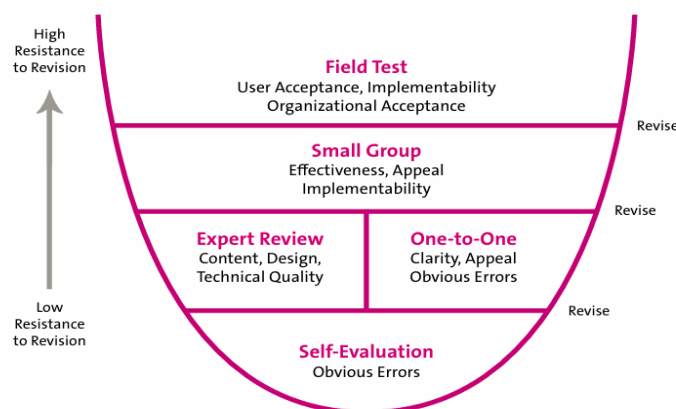 High
Resistance
to Revision
Field Test
User Acceptance, Implementability
Organizational Acceptance
Revise
Small Group
Effectiveness, Appeal
Implementability
Revise
Expert Review
Content, Design,
Technical Quality
One-to-One
Clarity, Appeal
Obvious Errors
Low
Resistance
to Revision
Revise
Self-Evaluation
Obvious Errors